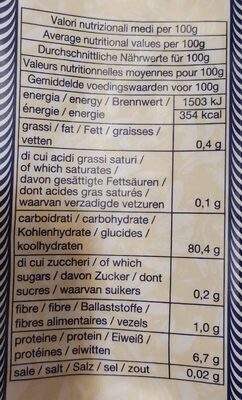 Valori nutrizionali medi per 100g
Average nutritional values per 100g
Durchschnittliche Nährwerte für 100g
Valeurs nutritionnelles moyennes pour 100g
Gemiddelde voedingswaarden voor 100g
energia / energy / Brennwert / 1503 kJ
énergie / energie 354 kcal
grassi / fat / Fett / graisses /
vetten 0,4 g
di cui acidi grassi saturi /
of which saturates /
davon gesättigte Fettsäuren /
dont acides gras saturés /
waarvan verzadigde vetzuren 0,1 g
carboidrati / carbohydrate /
Kohlenhydrate / glucides /
koolhydraten 80,4 g
di cui zuccheri / of which
sugars / davon Zucker / dont
sucres / waarvan suikers 0,2 g
fibre / fibre / Ballaststoffe /
fibres alimentaires / vezels 1,0 g
proteine / protein / Eiweiß /
protéines / eiwitten 6,7 g
sale / salt / Salz / sel / zout 0,02 g